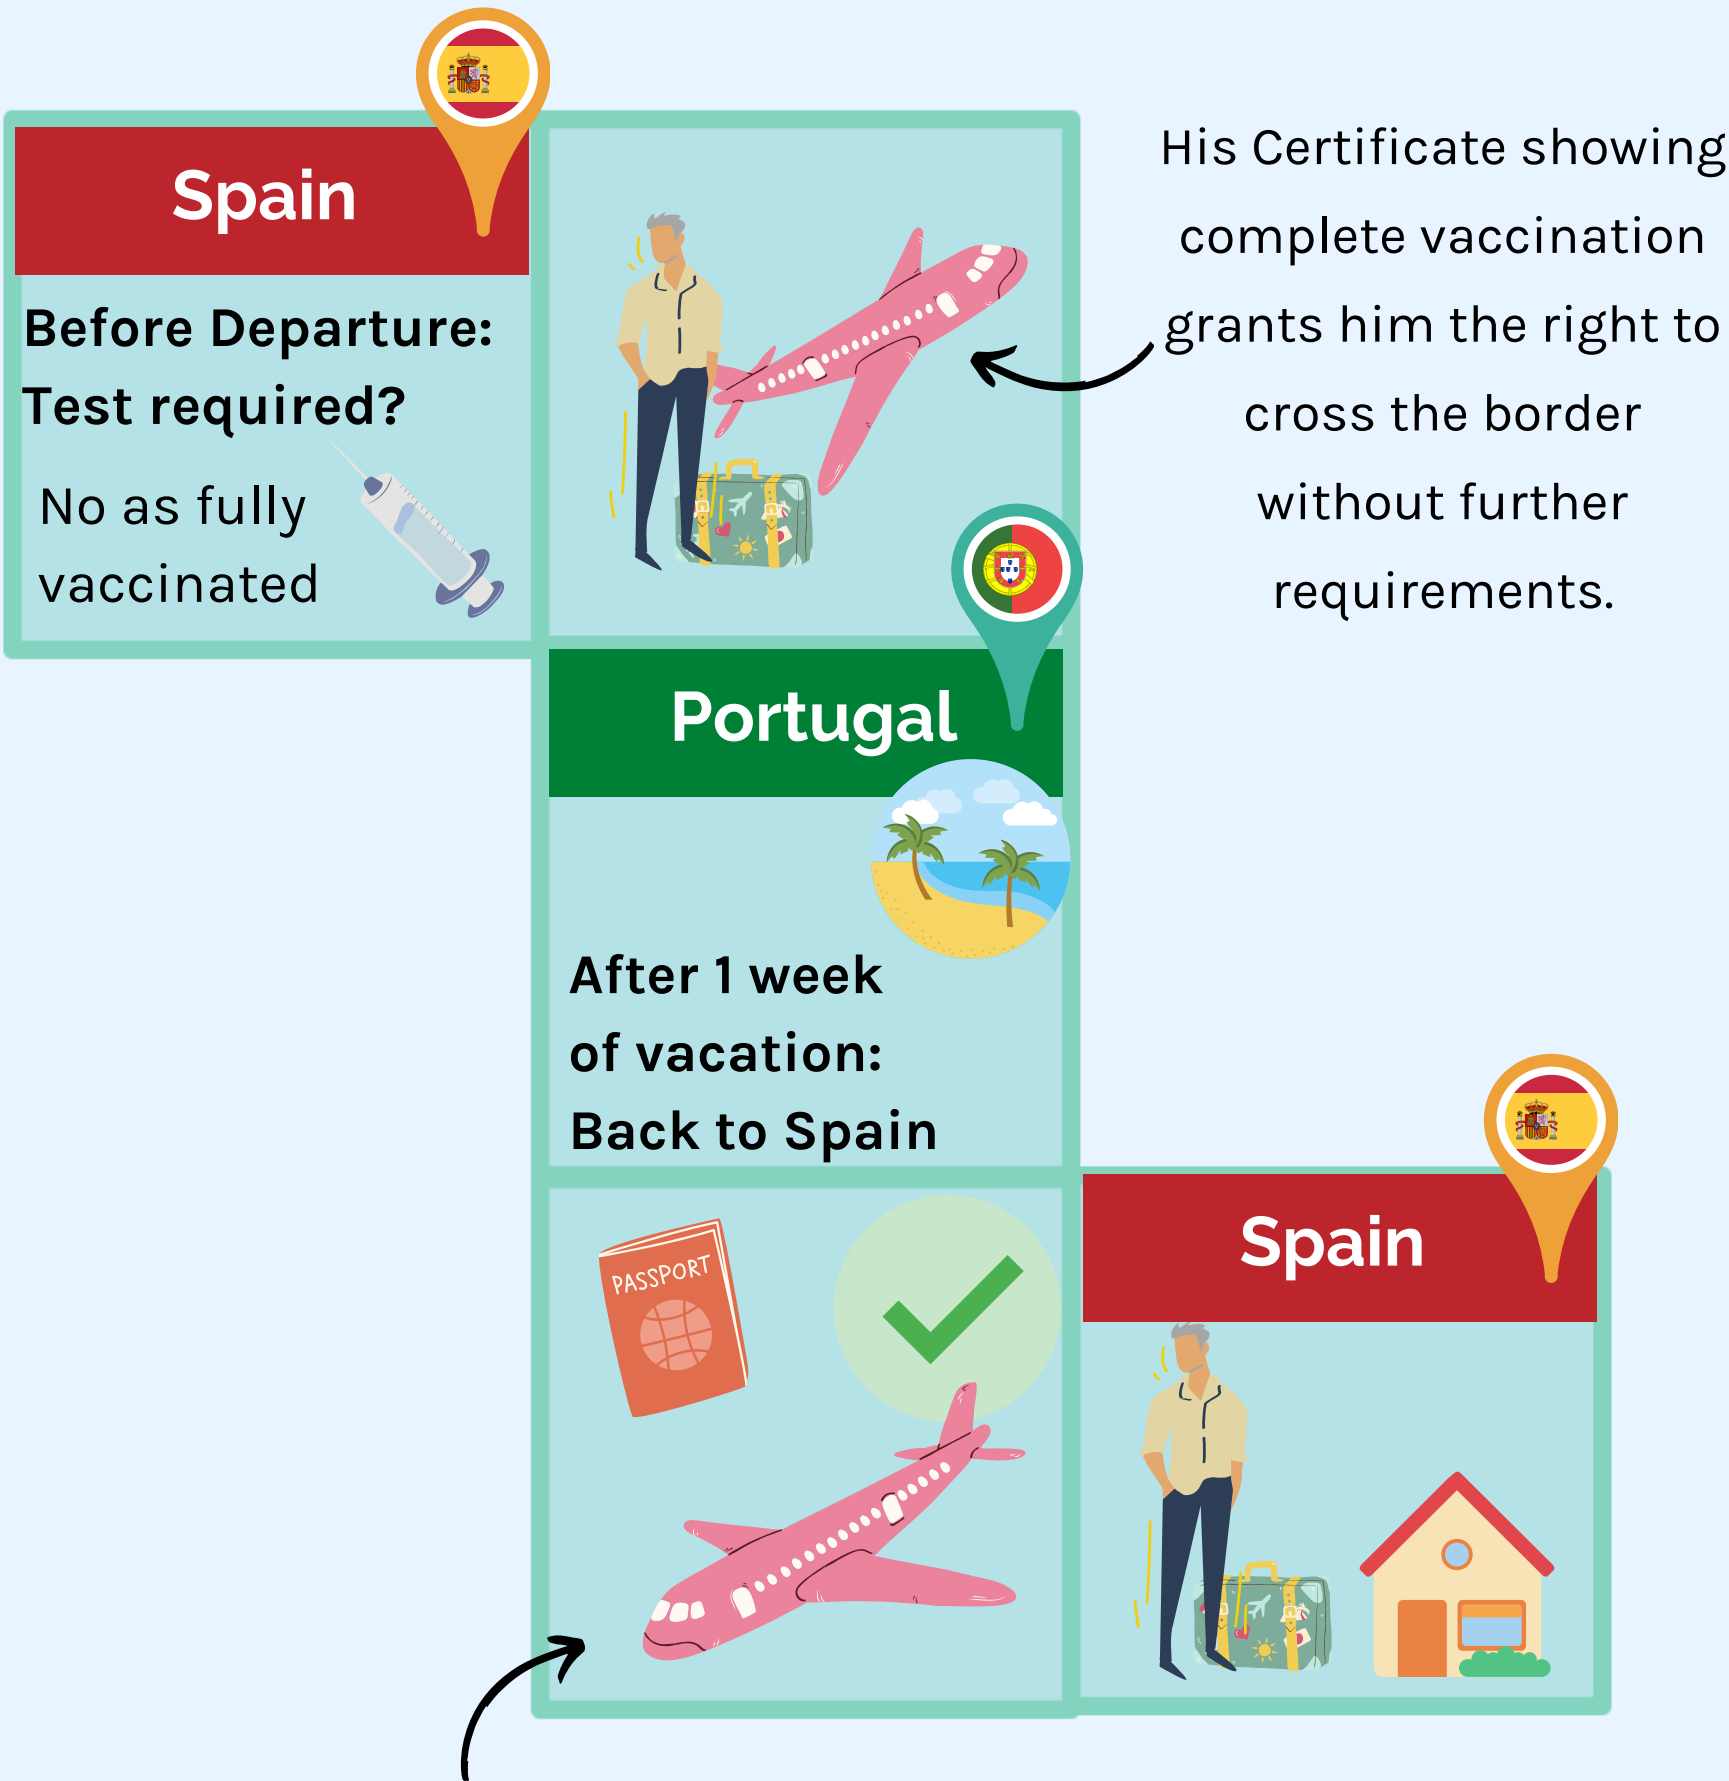 Spain
Before Departure:
Test required?
No as fully
vaccinated
His Certificate showing
complete vaccination
grants him the right to
cross the border
without further
requirements.
Portugal
After 1 week
of vacation:
Back to Spain
PASSPORT
Spain